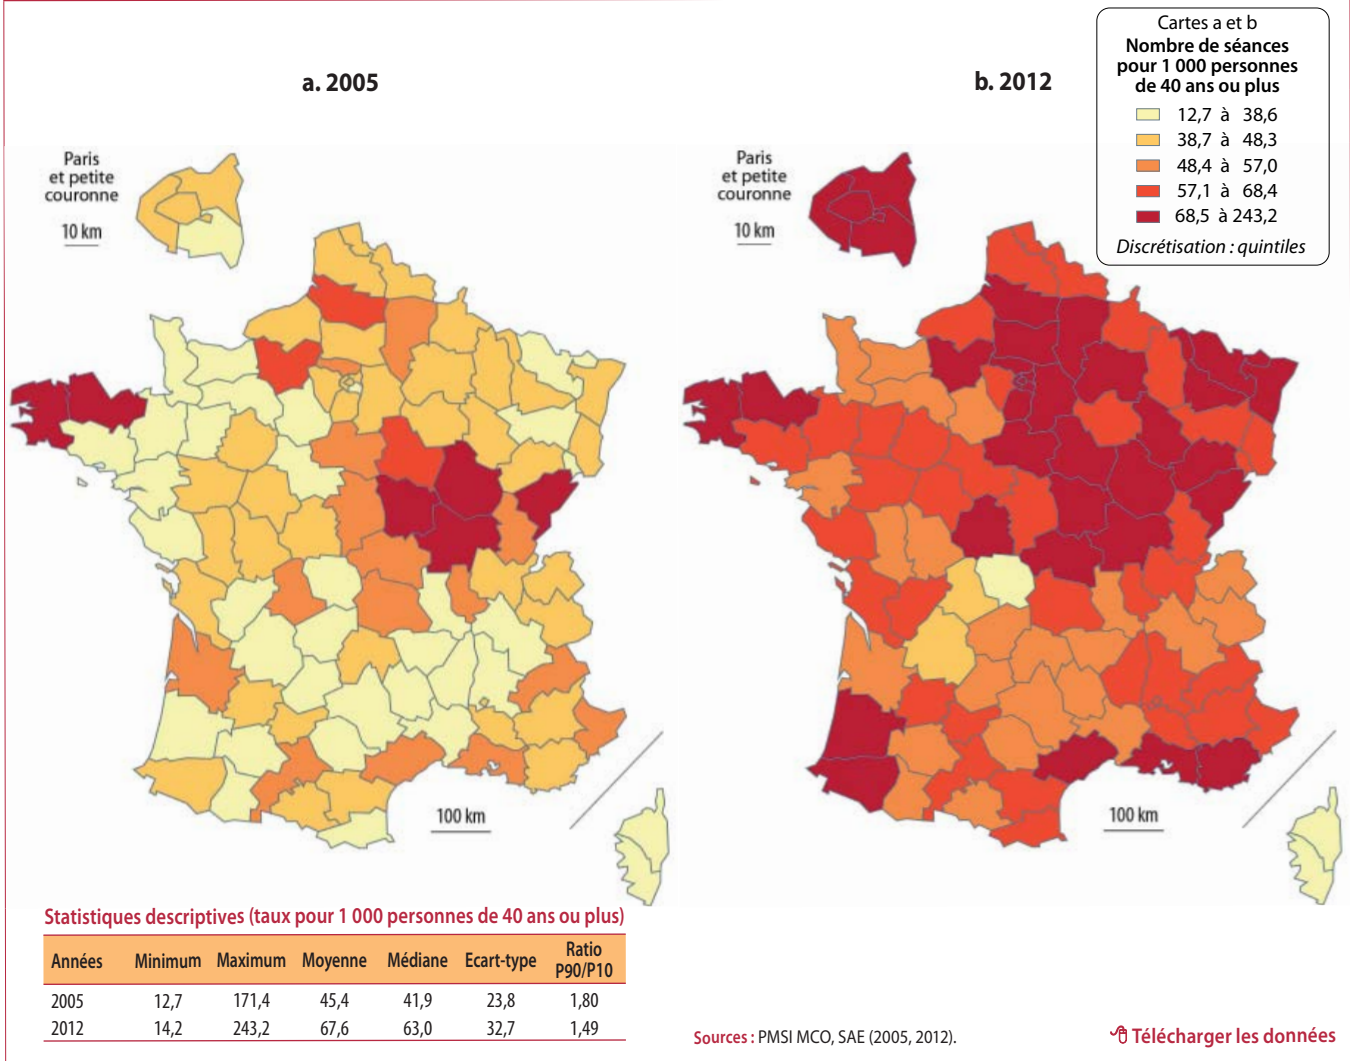 a. 2005
b. 2012
Cartes a et b
Nombre de séances
pour 1 000 personnes
de 40 ans ou plus
12,7 à 38,6
38,7 à 48,3
48,4 à 57,0
57,1 à 68,4
68,5 à 243,2
Discrétisation : quintiles
Paris
et petite
couronne
10 km
Paris
et petite
couronne
10 km
100 km
100 km
Statistiques descriptives (taux pour 1 000 personnes de 40 ans ou plus)
Années Minimum Maximum Moyenne Médiane Ecart-type Ratio P90/P10
2005 12,7 171,4 45,4 41,9 23,8 1,80
2012 14,2 243,2 67,6 63,0 32,7 1,49
Sources : PMSI MCO, SAE (2005, 2012).
Télécharger les données